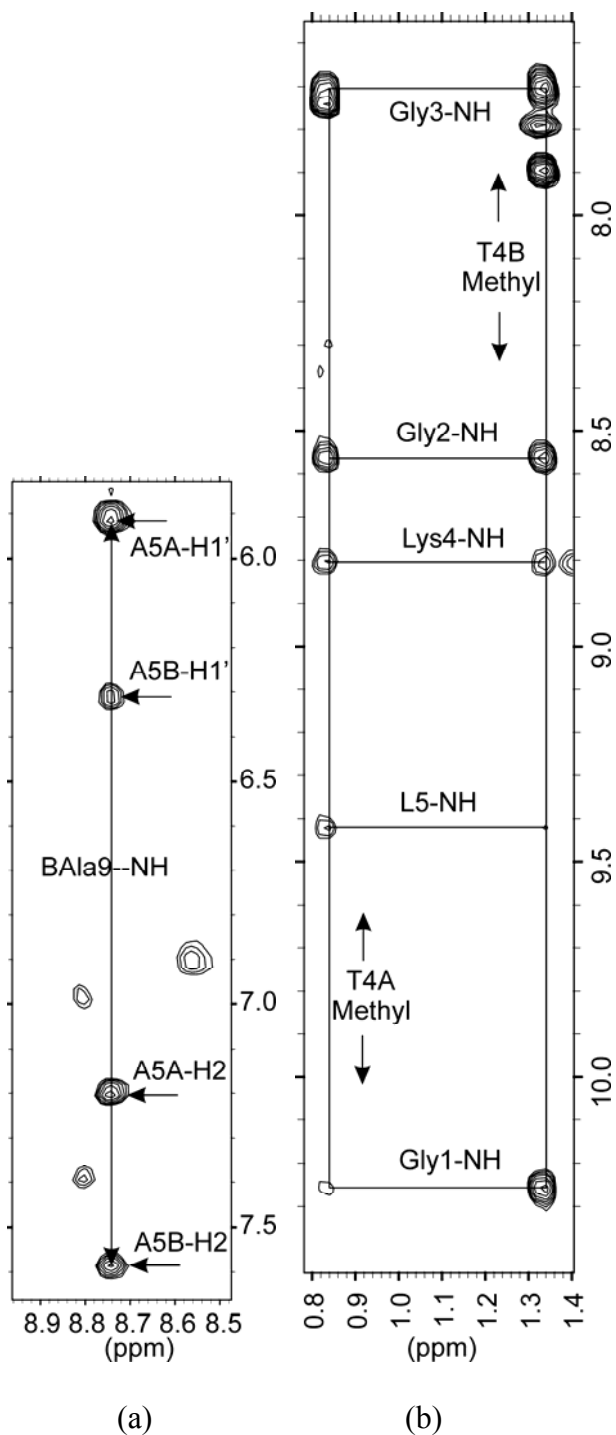 Gly3-NH
8.0
T4B
Methyl
8.5
Gly2-NH
Lys4-NH
9.0
L5-NH
9.5
T4A
Methyl
10.0
Gly1-NH
0.8 0.9 1.0 1.1 1.2 1.3 1.4
(ppm)
A5A-H1'
6.0
A5B-H1'
6.5
BAla9--NH
7.0
A5A-H2
7.5
A5B-H2
8.9 8.8 8.7 8.6 8.5
(ppm)
(a) (b)